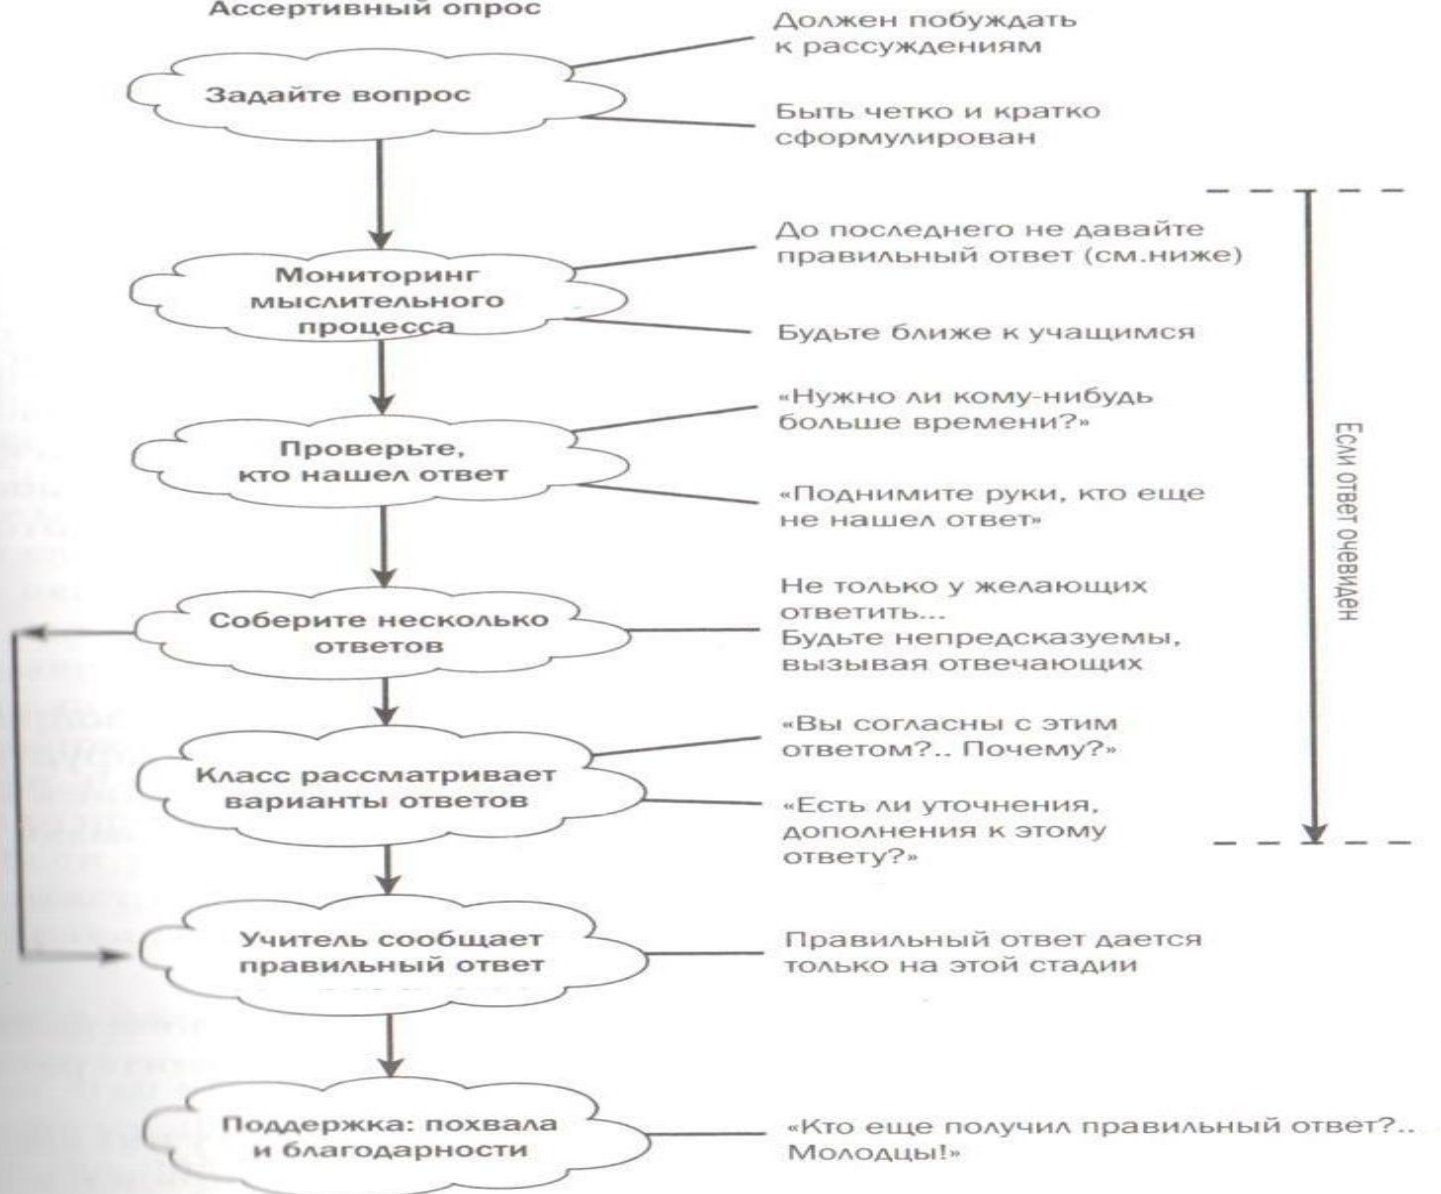 Ассертивный опрос
Должен побуждать
к рассуждениям
Задайте вопрос
Быть четко и кратко
сформулирован
До последнего не давайте
правильный ответ (см.ниже)
Мониторинг
мыслительного
процесса
Будьте ближе к учащимся
«Нужно ли кому-нибудь
больше времени?»
Проверьте,
кто нашел ответ
«Поднимите руки, кто еще
не нашел ответ»
Если ответ очевиден
Не только у желающих
ответить...
Будьте непредсказуемы,
вызывая отвечающих
Соберите несколько
ответов
«Вы согласны с этим
ответом?.. Почему?»
Класс рассматривает
варианты ответов
«Есть ли уточнения,
дополнения к этому
ответу?»
Учитель сообщает
правильный ответ
Правильный ответ дается
только на этой стадии
Поддержка: похвала
и благодарности
«Кто еще получил правильный ответ?..
Молодцы!»